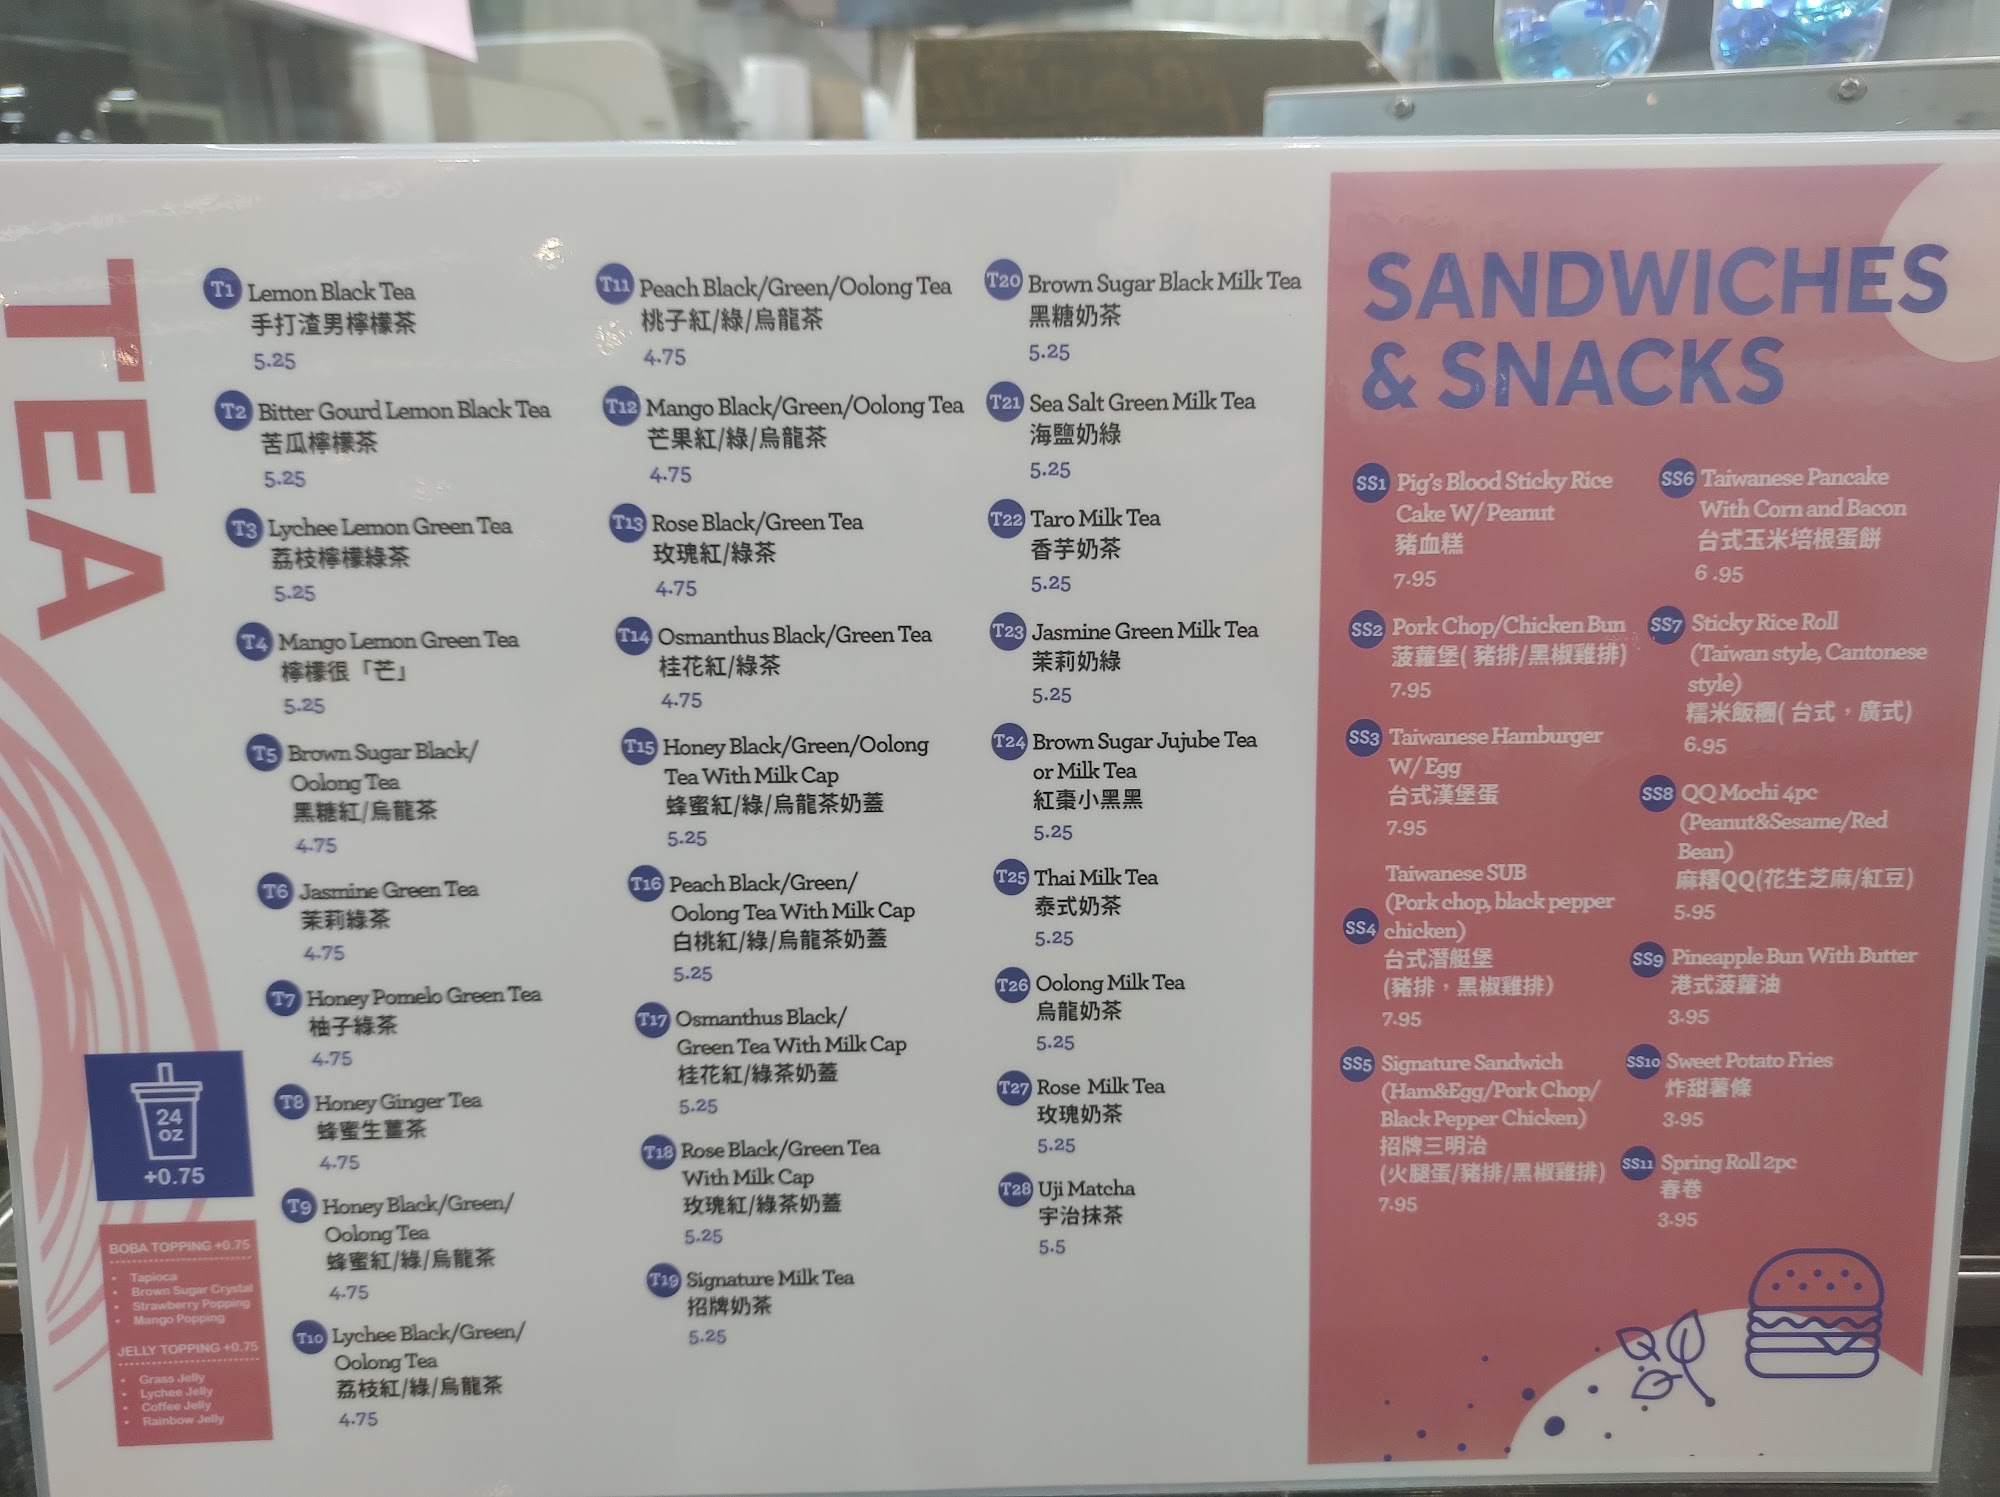 TEA
T1 Lemon Black Tea
手打渣男檸檬茶
5.25
T2 Bitter Gourd Lemon Black Tea
苦瓜檸檬茶
5.25
T3 Lychee Lemon Green Tea
荔枝檸檬綠茶
5.25
T4 Mango Lemon Green Tea
檸檬很「芒」
5.25
T5 Brown Sugar Black/
Oolong Tea
黑糖紅/烏龍茶
4.75
T6 Jasmine Green Tea
茉莉綠茶
4.75
T7 Honey Pomelo Green Tea
柚子綠茶
4.75
T8 Honey Ginger Tea
蜂蜜生薑茶
4.75
T9 Honey Black/Green/
Oolong Tea
蜂蜜紅/綠/烏龍茶
4.75
T10 Lychee Black/Green/
Oolong Tea
荔枝紅/綠/烏龍茶
4.75
24
oz
+0.75
BOBA TOPPING +0.75
• Tapioca
• Brown Sugar Crystal
• Strawberry Popping
• Mango Popping
JELLY TOPPING +0.75
• Grass Jelly
• Lychee Jelly
• Coffee Jelly
• Rainbow Jelly
T11 Peach Black/Green/Oolong Tea
桃子紅/綠/烏龍茶
4.75
T12 Mango Black/Green/Oolong Tea
芒果紅/綠/烏龍茶
4.75
T13 Rose Black/Green Tea
玫瑰紅/綠茶
4.75
T14 Osmanthus Black/Green Tea
桂花紅/綠茶
4.75
T15 Honey Black/Green/Oolong
Tea With Milk Cap
蜂蜜紅/綠/烏龍茶奶蓋
5.25
T16 Peach Black/Green/
Oolong Tea With Milk Cap
白桃紅/綠/烏龍茶奶蓋
5.25
T17 Osmanthus Black/
Green Tea With Milk Cap
桂花紅/綠茶奶蓋
5.25
T18 Rose Black/Green Tea
With Milk Cap
玫瑰紅/綠茶奶蓋
5.25
T19 Signature Milk Tea
招牌奶茶
5.25
T20 Brown Sugar Black Milk Tea
黑糖奶茶
5.25
T21 Sea Salt Green Milk Tea
海鹽奶綠
5.25
T22 Taro Milk Tea
香芋奶茶
5.25
T23 Jasmine Green Milk Tea
茉莉奶綠
5.25
T24 Brown Sugar Jujube Tea
or Milk Tea
紅棗小黑黑
5.25
T25 Thai Milk Tea
泰式奶茶
5.25
T26 Oolong Milk Tea
烏龍奶茶
5.25
T27 Rose Milk Tea
玫瑰奶茶
5.25
T28 Uji Matcha
宇治抹茶
5.5
SANDWICHES
& SNACKS
SS1 Pig's Blood Sticky Rice
Cake W/ Peanut
豬血糕
7.95
SS2 Pork Chop/Chicken Bun
菠蘿堡( 豬排/黑椒雞排)
7.95
SS3 Taiwanese Hamburger
W/ Egg
台式漢堡蛋
7.95
Taiwanese SUB
(Pork chop, black pepper
SS4 chicken)
台式潛艇堡
(豬排，黑椒雞排)
7.95
SS5 Signature Sandwich
(Ham&Egg/Pork Chop/
Black Pepper Chicken)
招牌三明治
(火腿蛋/豬排/黑椒雞排)
7.95
SS6 Taiwanese Pancake
With Corn and Bacon
台式玉米培根蛋餅
6.95
SS7 Sticky Rice Roll
(Taiwan style, Cantonese
style)
糯米飯糰( 台式，廣式)
6.95
SS8 QQ Mochi 4pc
(Peanut&Sesame/Red
Bean)
麻糬QQ(花生芝麻/紅豆)
5.95
SS9 Pineapple Bun With Butter
港式菠蘿油
3.95
SS10 Sweet Potato Fries
炸甜薯條
3.95
SS11 Spring Roll 2pc
春卷
3.95